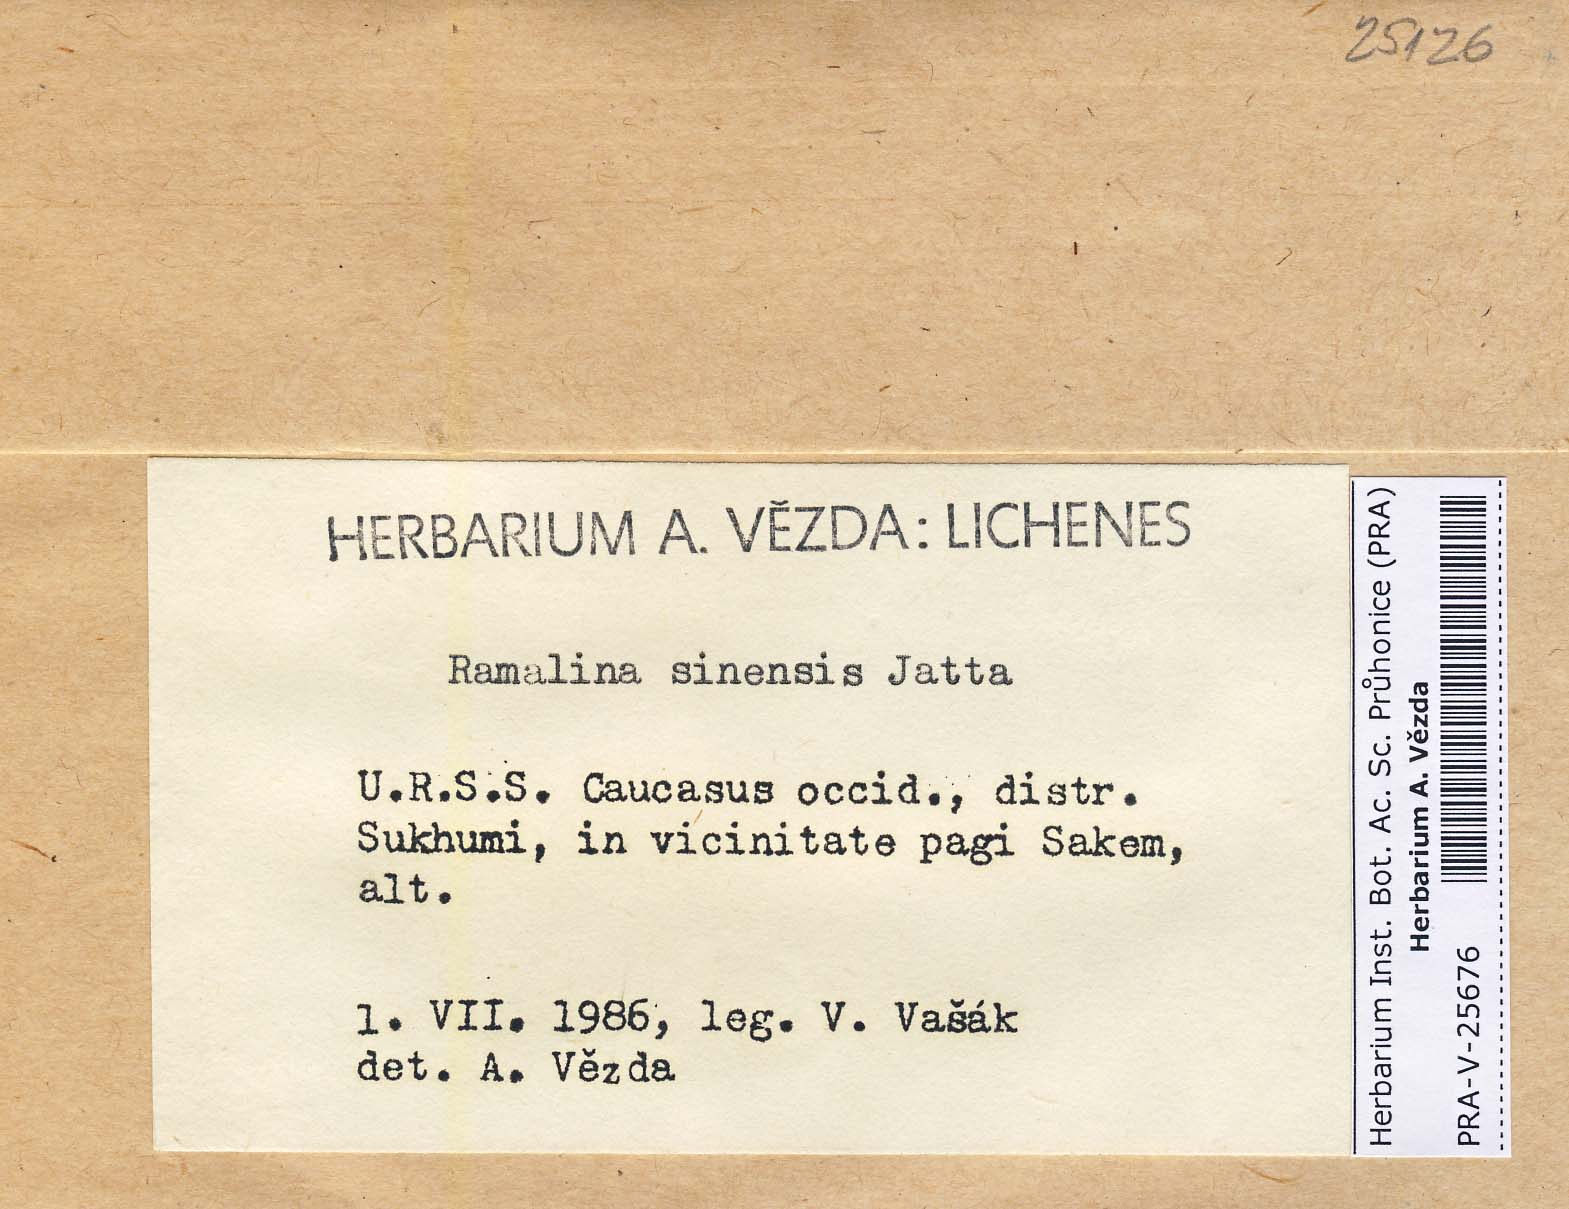 25126
HERBARIUM A. VĚZDA: LICHENES
Ramalina sinensis Jatta
U.R.S.S. Caucasus occid., distr.
Sukhumi, in vicinitate pagi Sakem,
alt.
1. VII. 1986, leg. V. Vašák
det. A. Vězda
Herbarium Inst. Bot. Ac. Sc. Průhonice (PRA)
Herbarium A. Vězda
PRA-V-25676